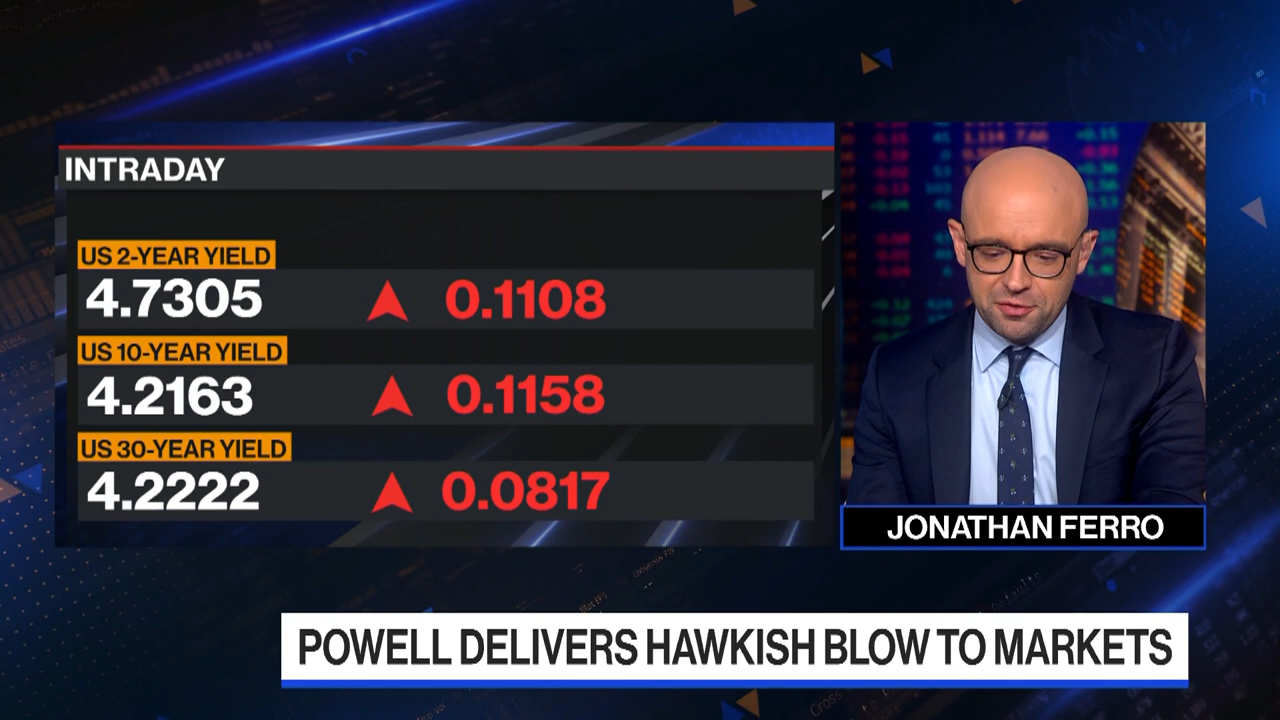 INTRADAY
US 2-YEAR YIELD
4.7305 ▲ 0.1108
US 10-YEAR YIELD
4.2163 ▲ 0.1158
US 30-YEAR YIELD
4.2222 ▲ 0.0817
JONATHAN FERRO
POWELL DELIVERS HAWKISH BLOW TO MARKETS